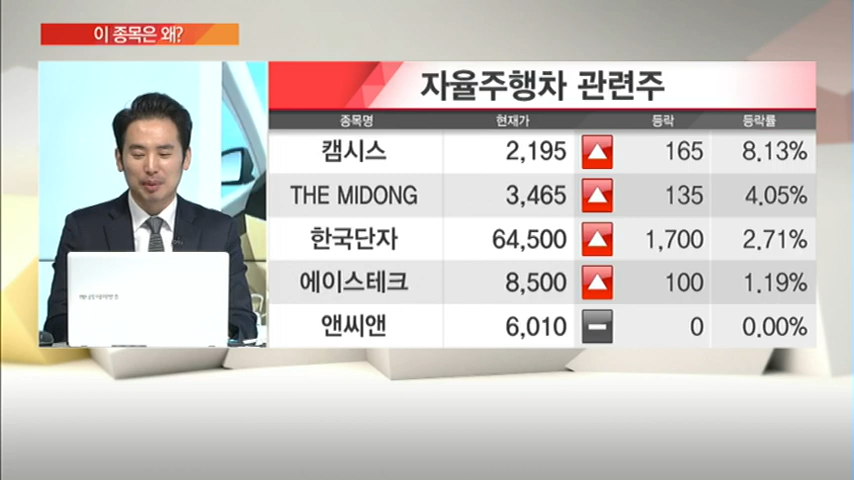 이 종목은 왜?
자율주행차 관련주
종목명 현재가 등락 등락률
캠시스 2,195 165 8.13%
THE MIDONG 3,465 135 4.05%
한국단자 64,500 1,700 2.71%
에이스테크 8,500 100 1.19%
앤씨앤 6,010 0 0.00%